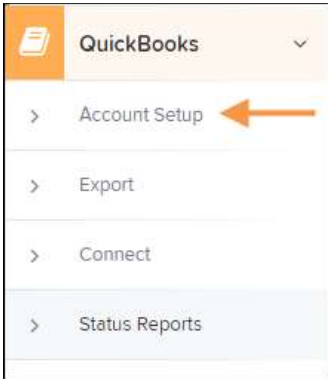 QuickBooks
Account Setup
Export
Connect
Status Reports